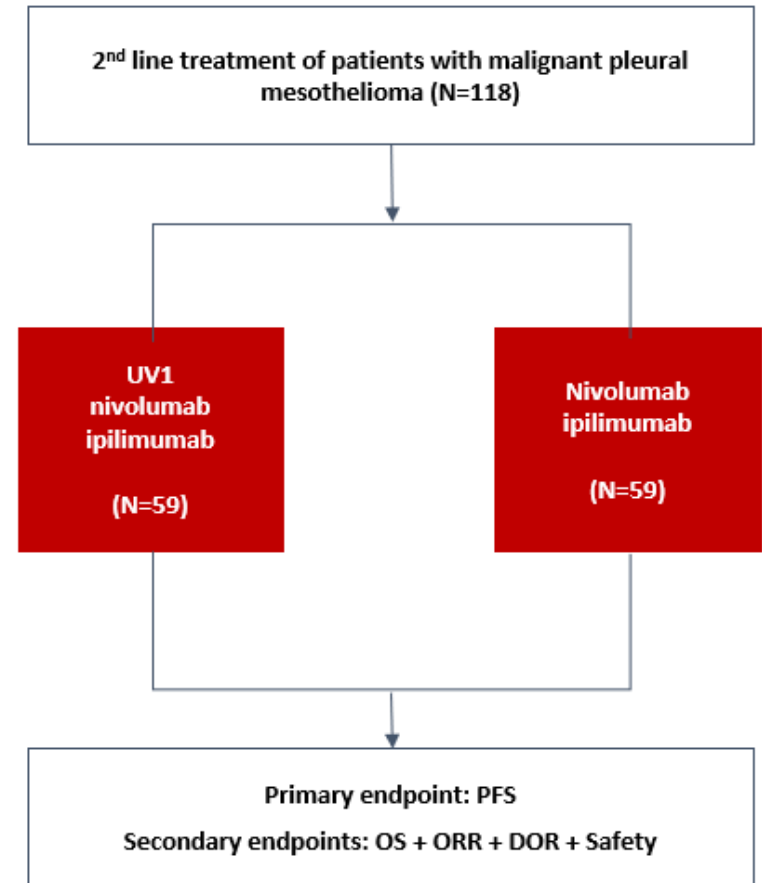 2nd line treatment of patients with malignant pleural
mesothelioma (N=118)
UV1
nivolumab
ipilimumab
(N=59)
Nivolumab
ipilimumab
(N=59)
Primary endpoint: PFS
Secondary endpoints: OS + ORR + DOR + Safety